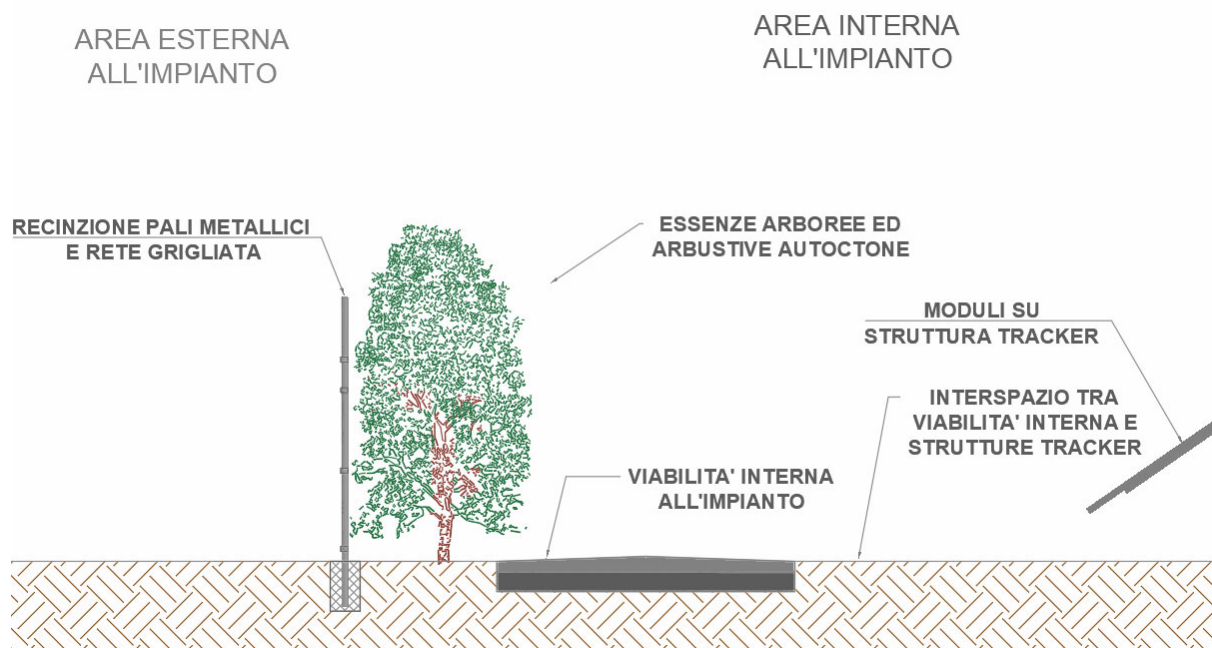 AREA ESTERNA
ALL'IMPIANTO
AREA INTERNA
ALL'IMPIANTO
RECINZIONE PALI METALLICI
E RETE GRIGLIATA
ESSENZE ARBOREE ED
ARBUSTIVE AUTOCTONE
MODULI SU
STRUTTURA TRACKER
INTERSPAZIO TRA
VIABILITA' INTERNA E
STRUTTURE TRACKER
VIABILITA' INTERNA
ALL'IMPIANTO